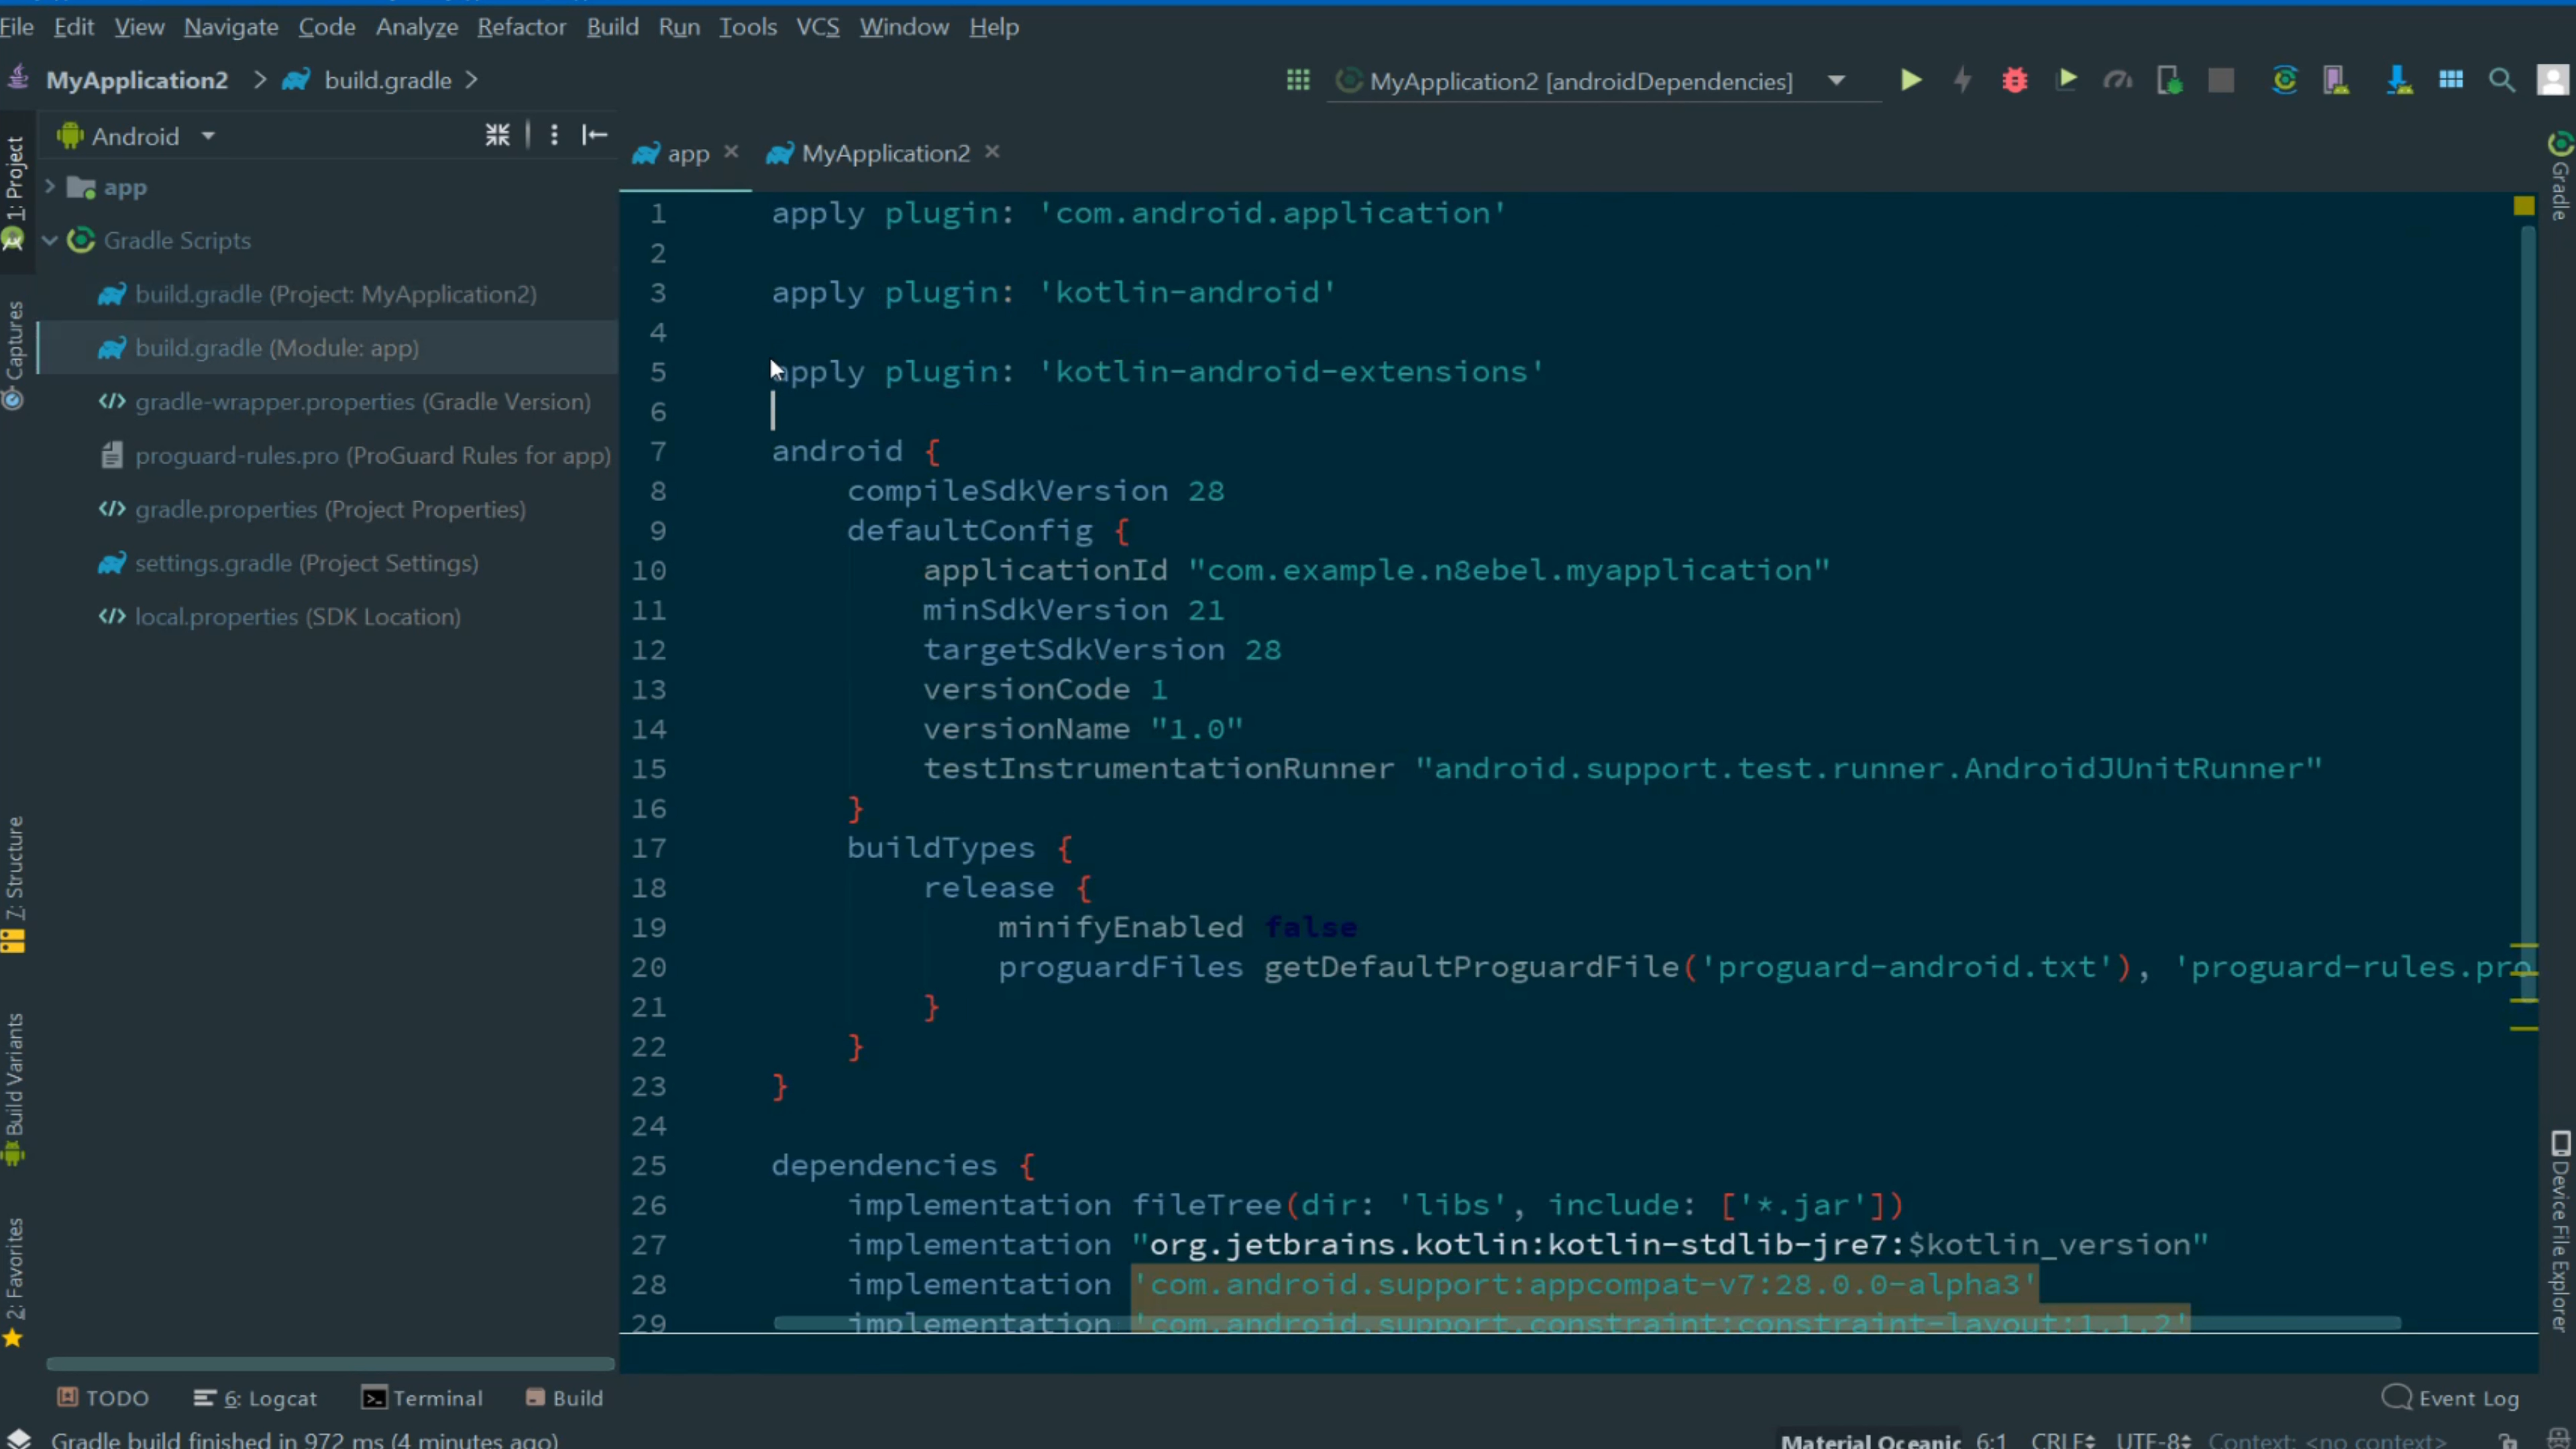 File Edit View Navigate Code Analyze Refactor Build Run Tools VCS Window Help
MyApplication2 > build.gradle >
MyApplication2 [androidDependencies]
1: Project
Captures
7: Structure
Build Variants
2: Favorites
Android
app
Gradle Scripts
build.gradle (Project: MyApplication2)
build.gradle (Module: app)
gradle-wrapper.properties (Gradle Version)
proguard-rules.pro (ProGuard Rules for app)
gradle.properties (Project Properties)
settings.gradle (Project Settings)
local.properties (SDK Location)
app MyApplication2
1 apply plugin: 'com.android.application'
2
3 apply plugin: 'kotlin-android'
4
5 apply plugin: 'kotlin-android-extensions'
6
7 android {
8 compileSdkVersion 28
9 defaultConfig {
10 applicationId "com.example.n8ebel.myapplication"
11 minSdkVersion 21
12 targetSdkVersion 28
13 versionCode 1
14 versionName "1.0"
15 testInstrumentationRunner "android.support.test.runner.AndroidJUnitRunner"
16 }
17 buildTypes {
18 release {
19 minifyEnabled false
20 proguardFiles getDefaultProguardFile('proguard-android.txt'), 'proguard-rules.pro
21 }
22 }
23 }
24
25 dependencies {
26 implementation fileTree(dir: 'libs', include: ['*.jar'])
27 implementation "org.jetbrains.kotlin:kotlin-stdlib-jre7:$kotlin_version"
28 implementation 'com.android.support:appcompat-v7:28.0.0-alpha3'
29 implementation 'com.android.support.constraint:constraint-layout:1.1.2'
Gradle
Device File Explorer
TODO 6: Logcat Terminal Build Event Log
Gradle build finished in 972 ms (4 minutes ago) Material Oceanic 6:1 CRLF UTF-8 Context: <no context>